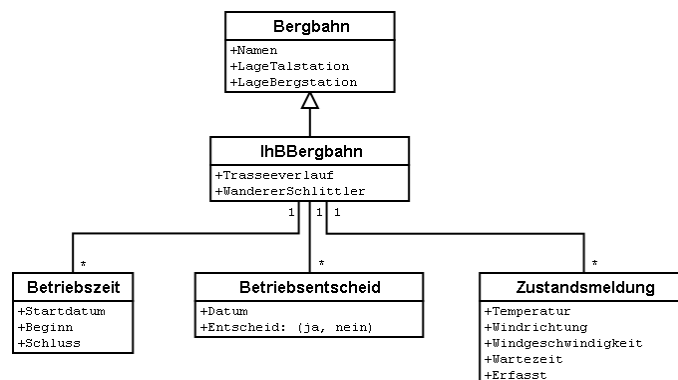 Bergbahn
+Namen
+LageTalstation
+LageBergstation
IhBBergbahn
+Trasseeverlauf
+WandererSchlittler
1 1 1
* * *
Betriebszeit
+Startdatum
+Beginn
+Schluss
Betriebsentscheid
+Datum
+Entscheid: (ja, nein)
Zustandsmeldung
+Temperatur
+Windrichtung
+Windgeschwindigkeit
+Wartezeit
+Erfasst